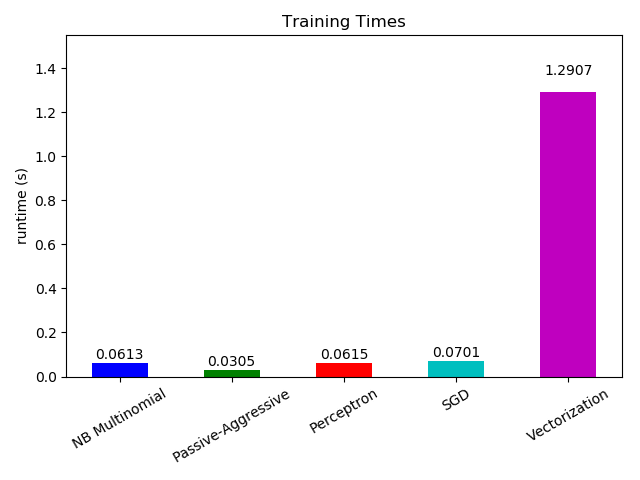 Training Times
runtime (s)
1.4
1.2
1.0
0.8
0.6
0.4
0.2
0.0
0.0613
0.0305
0.0615
0.0701
1.2907
NB Multinomial
Passive-Aggressive
Perceptron
SGD
Vectorization